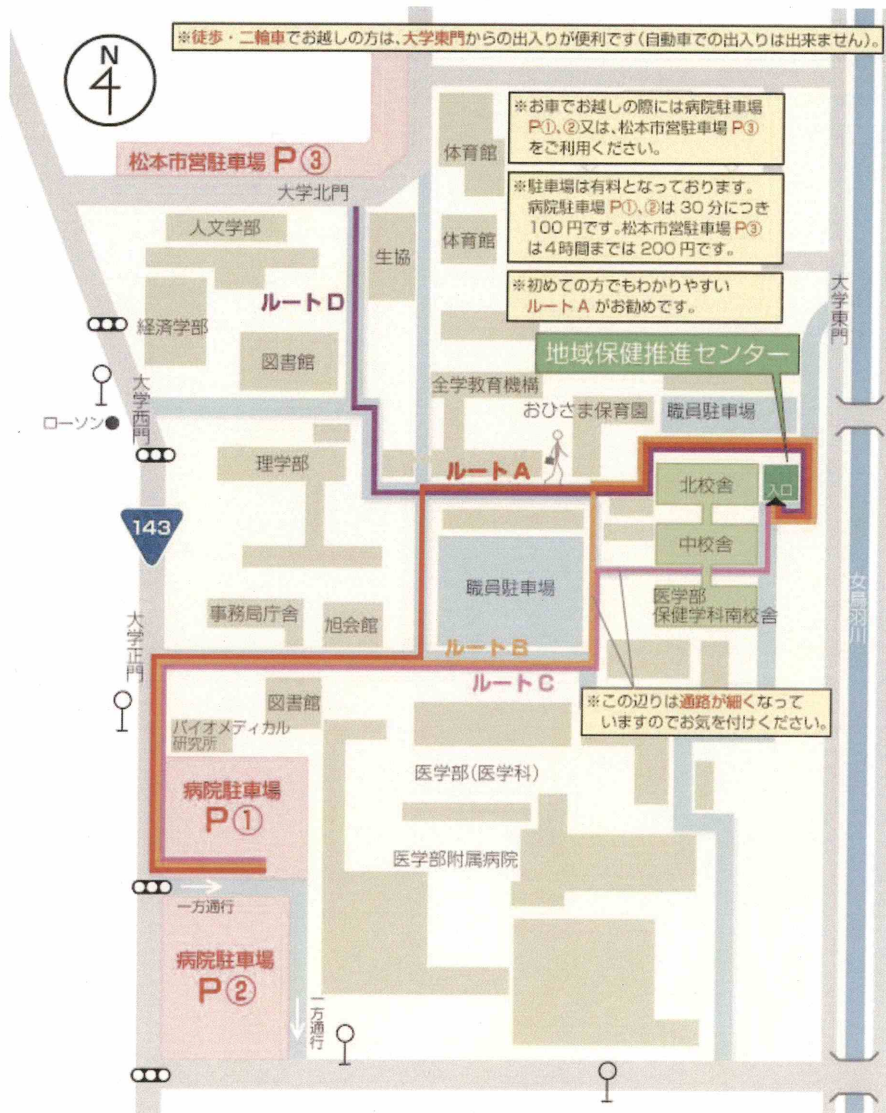 ※徒歩・二輪車でお越しの方は、大学東門からの出入りが便利です(自動車での出入りは出来ません)。
N
※お車でお越しの際には病院駐車場
P①、②又は、松本市営駐車場 P③
をご利用ください。
松本市営駐車場 P③
体育館
大学北門
※駐車場は有料となっております。
病院駐車場 P①、②は 30 分につき
100 円です。松本市営駐車場 P③
は 4 時間までは 200 円です。
人文学部
生協
体育館
※初めての方でもわかりやすい
ルート A がお勧めです。
大学東門
ルートD
経済学部
図書館
地域保健推進センター
大学西門
全学教育機構
おひさま保育園
職員駐車場
ローソン
理学部
ルートA
北校舎
入口
143
中校舎
職員駐車場
女鳥羽川
医学部
保健学科南校舎
事務局庁舎
旭会館
大学正門
ルートB
ルートC
図書館
※この辺りは通路が細くなって
いますのでお気を付けください。
バイオメディカル
研究所
病院駐車場
P①
医学部(医学科)
医学部附属病院
一方通行
病院駐車場
P②
一方通行